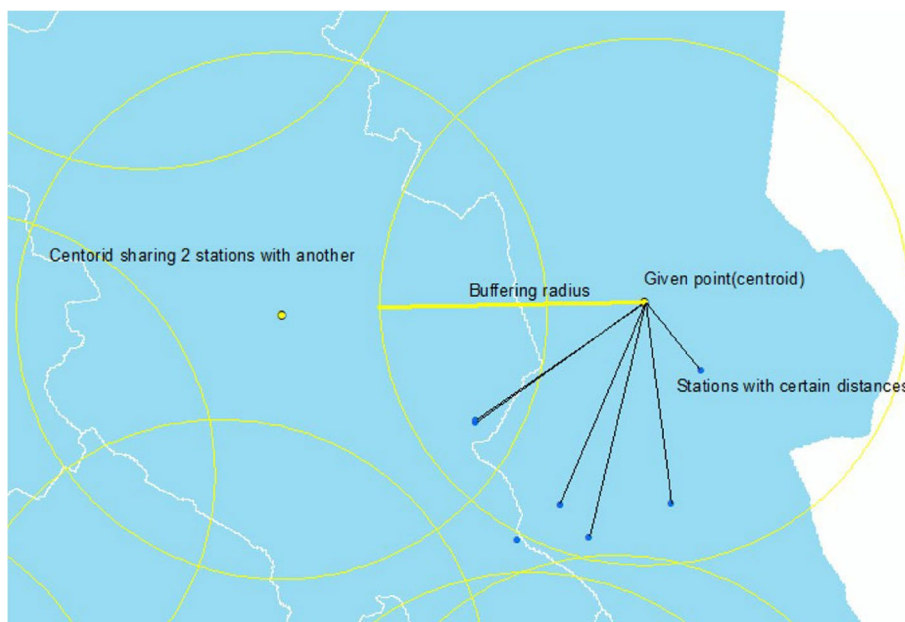 Centorid sharing 2 stations with another
Given point(centroid)
Buffering radius
Stations with certain distances